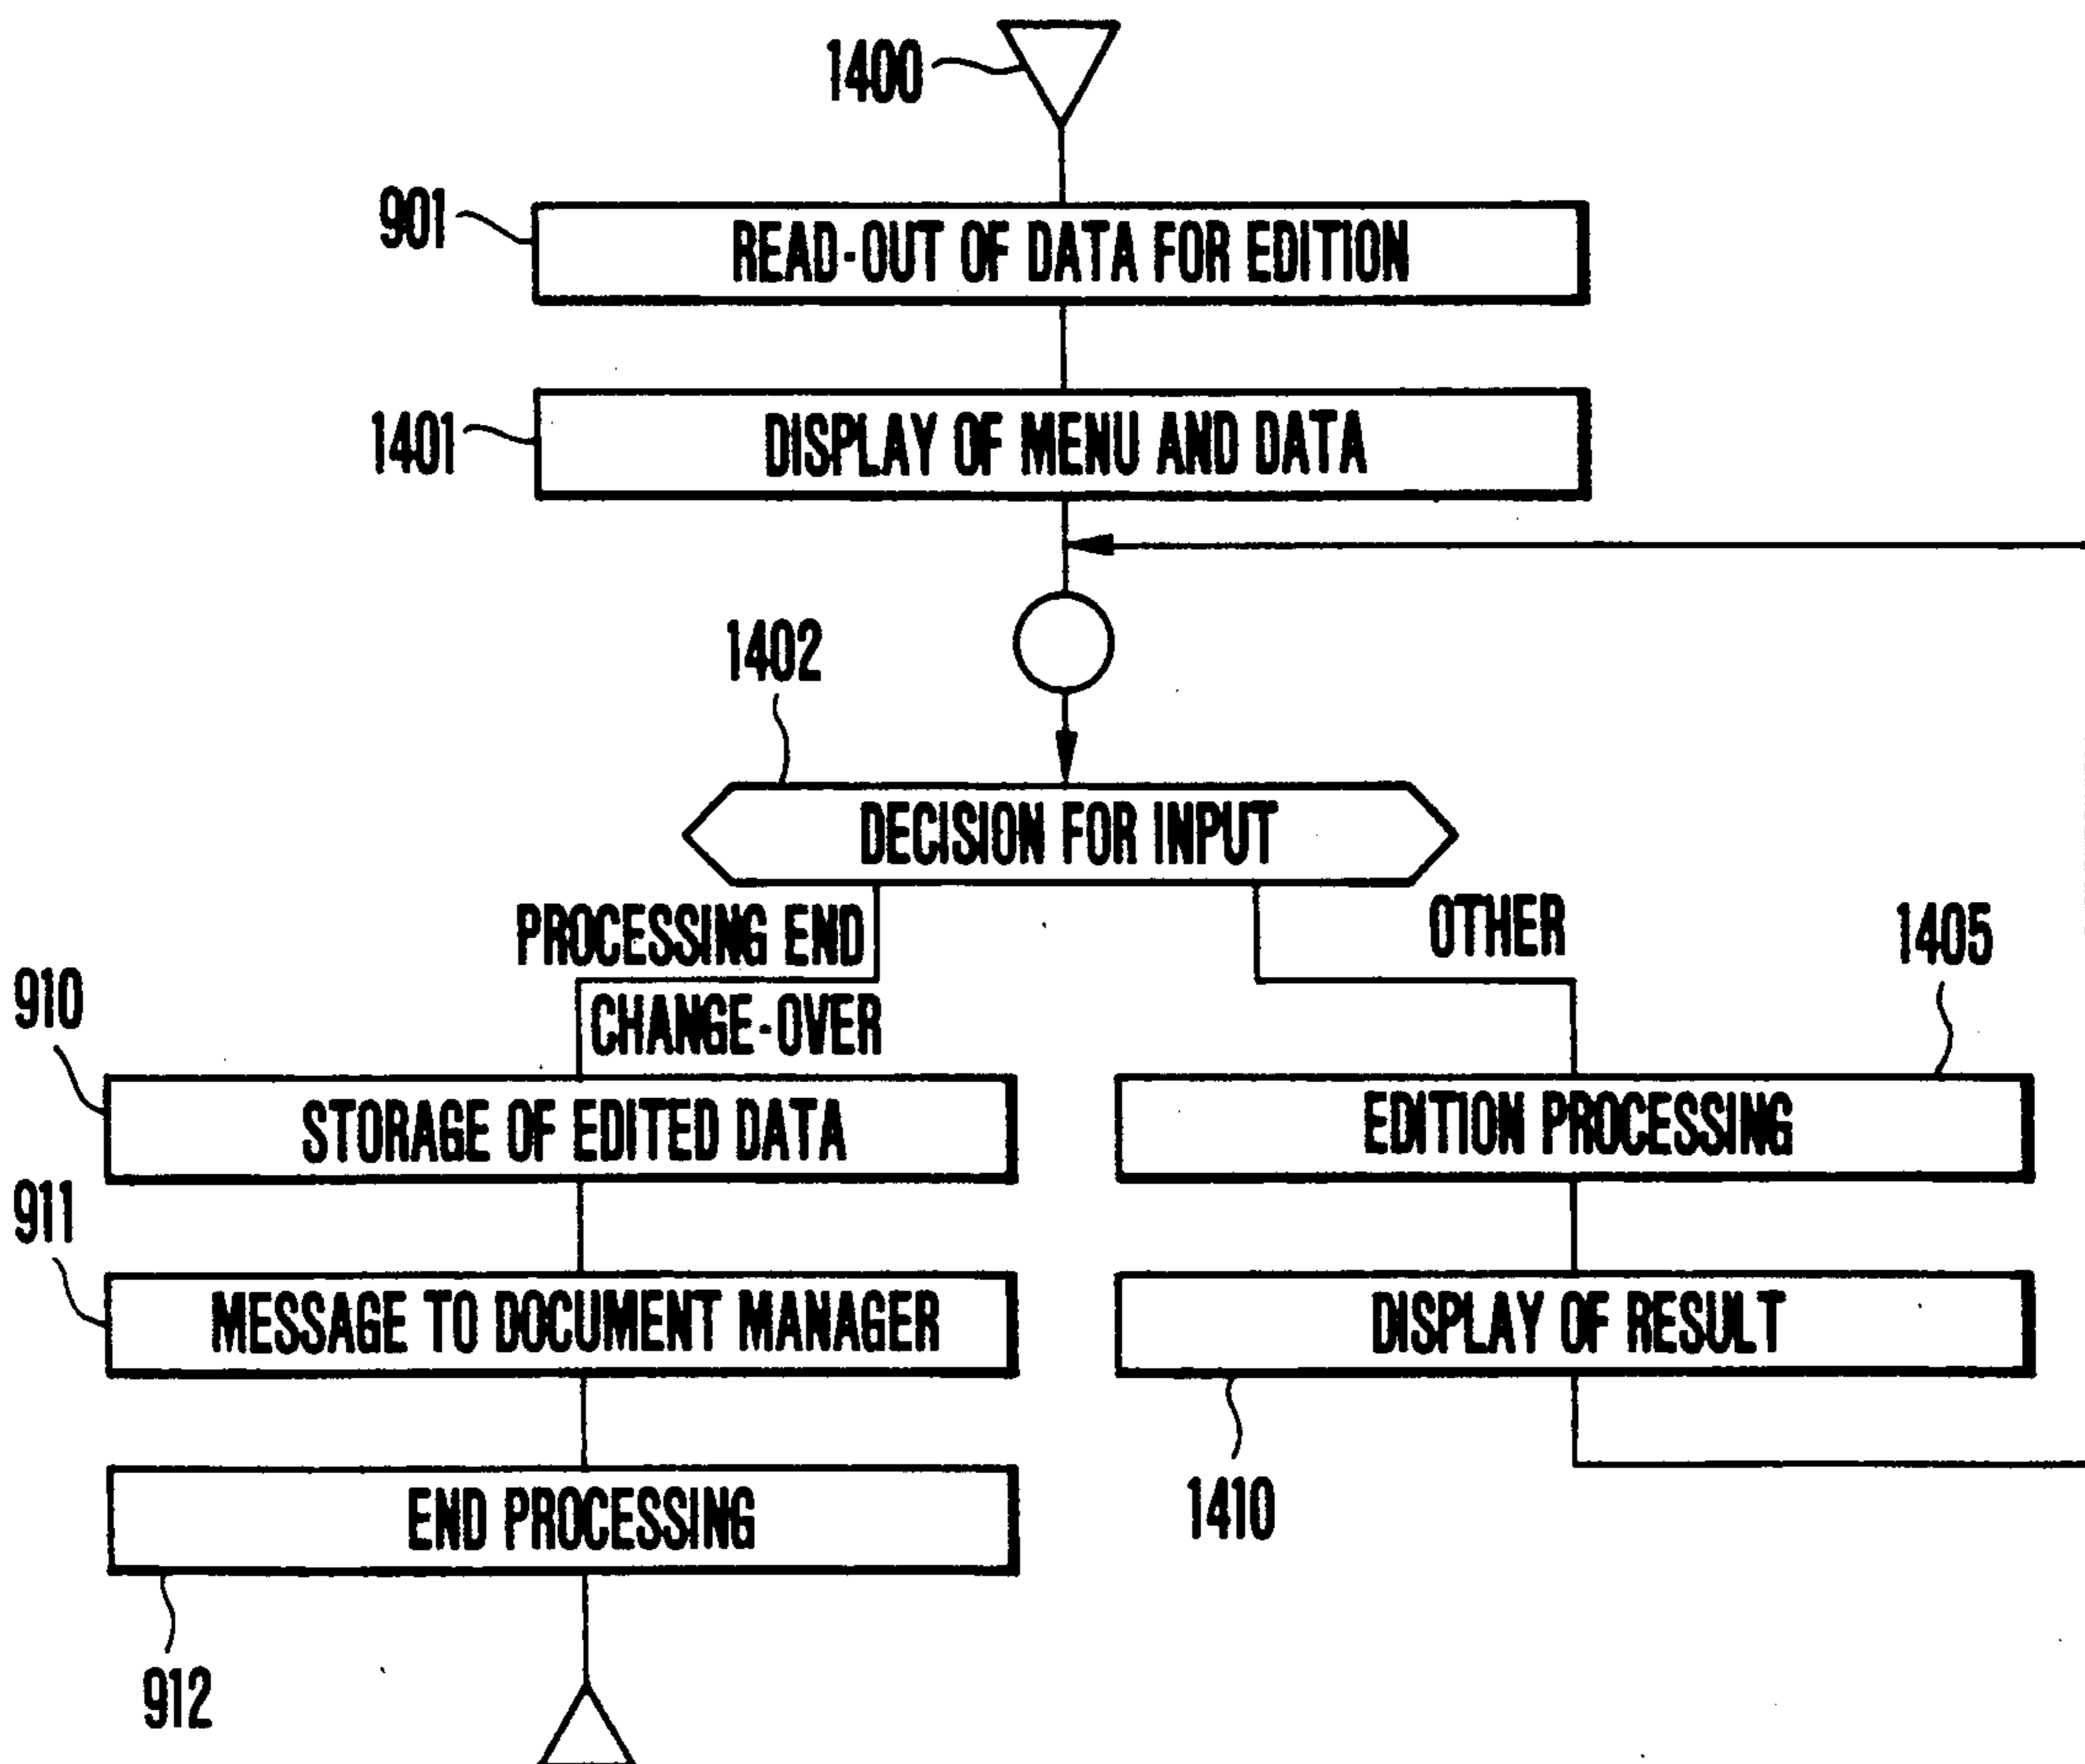 1400
901
READ-OUT OF DATA FOR EDITION
1401
DISPLAY OF MENU AND DATA
1402
DECISION FOR INPUT
PROCESSING END
CHANGE-OVER
OTHER
1405
910
STORAGE OF EDITED DATA
EDITION PROCESSING
911
MESSAGE TO DOCUMENT MANAGER
DISPLAY OF RESULT
1410
END PROCESSING
912